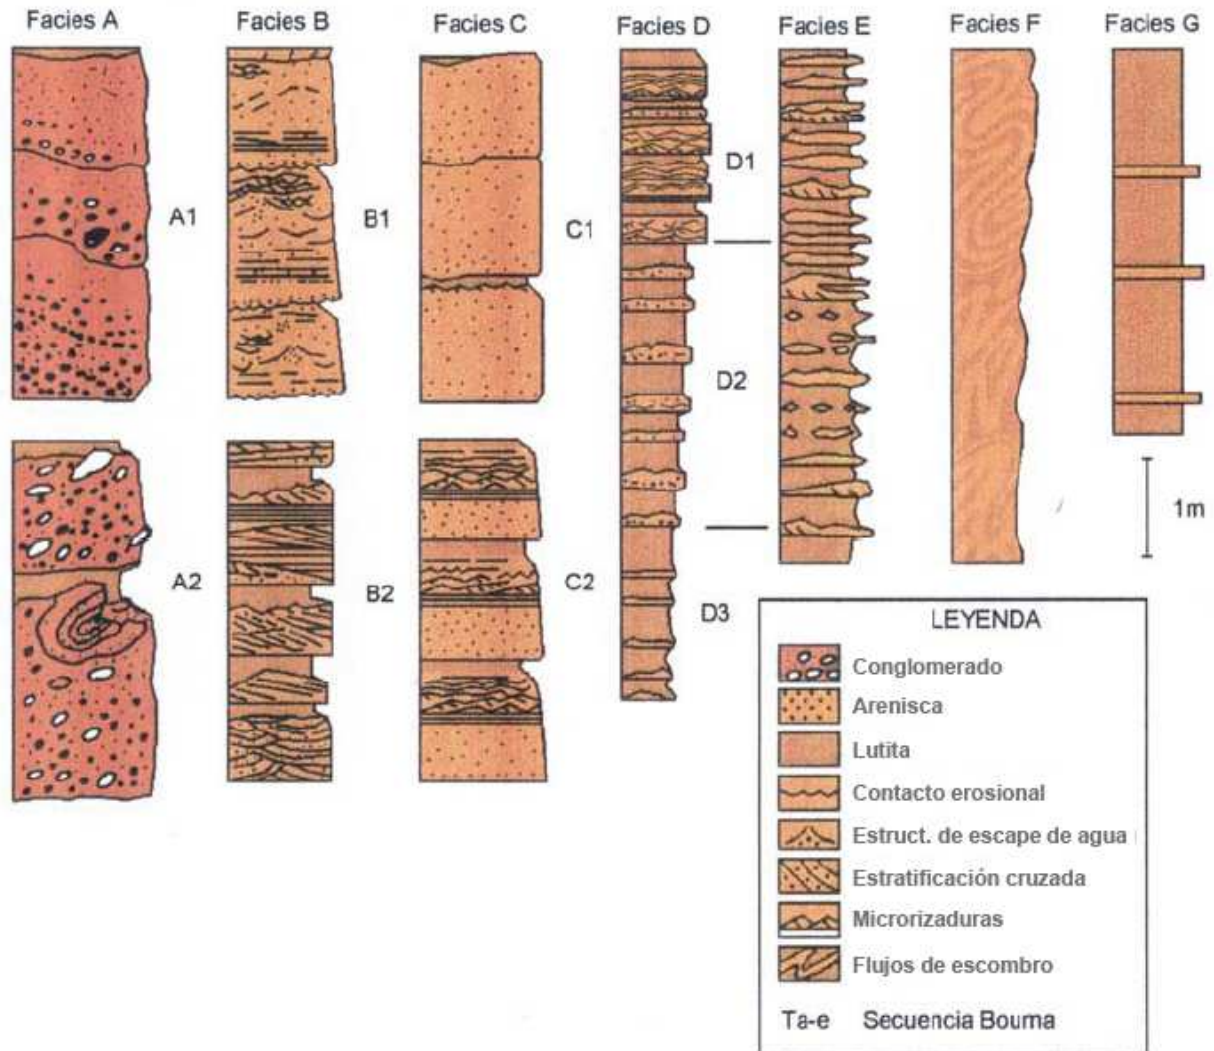 Facies A
Facies B
Facies C
Facies D
Facies E
Facies F
Facies G
A1
B1
C1
D1
D2
D3
A2
B2
C2
1m
LEYENDA
Conglomerado
Arenisca
Lutita
Contacto erosional
Estruct. de escape de agua
Estratificación cruzada
Microrizaduras
Flujos de escombro
Ta-e Secuencia Bouma